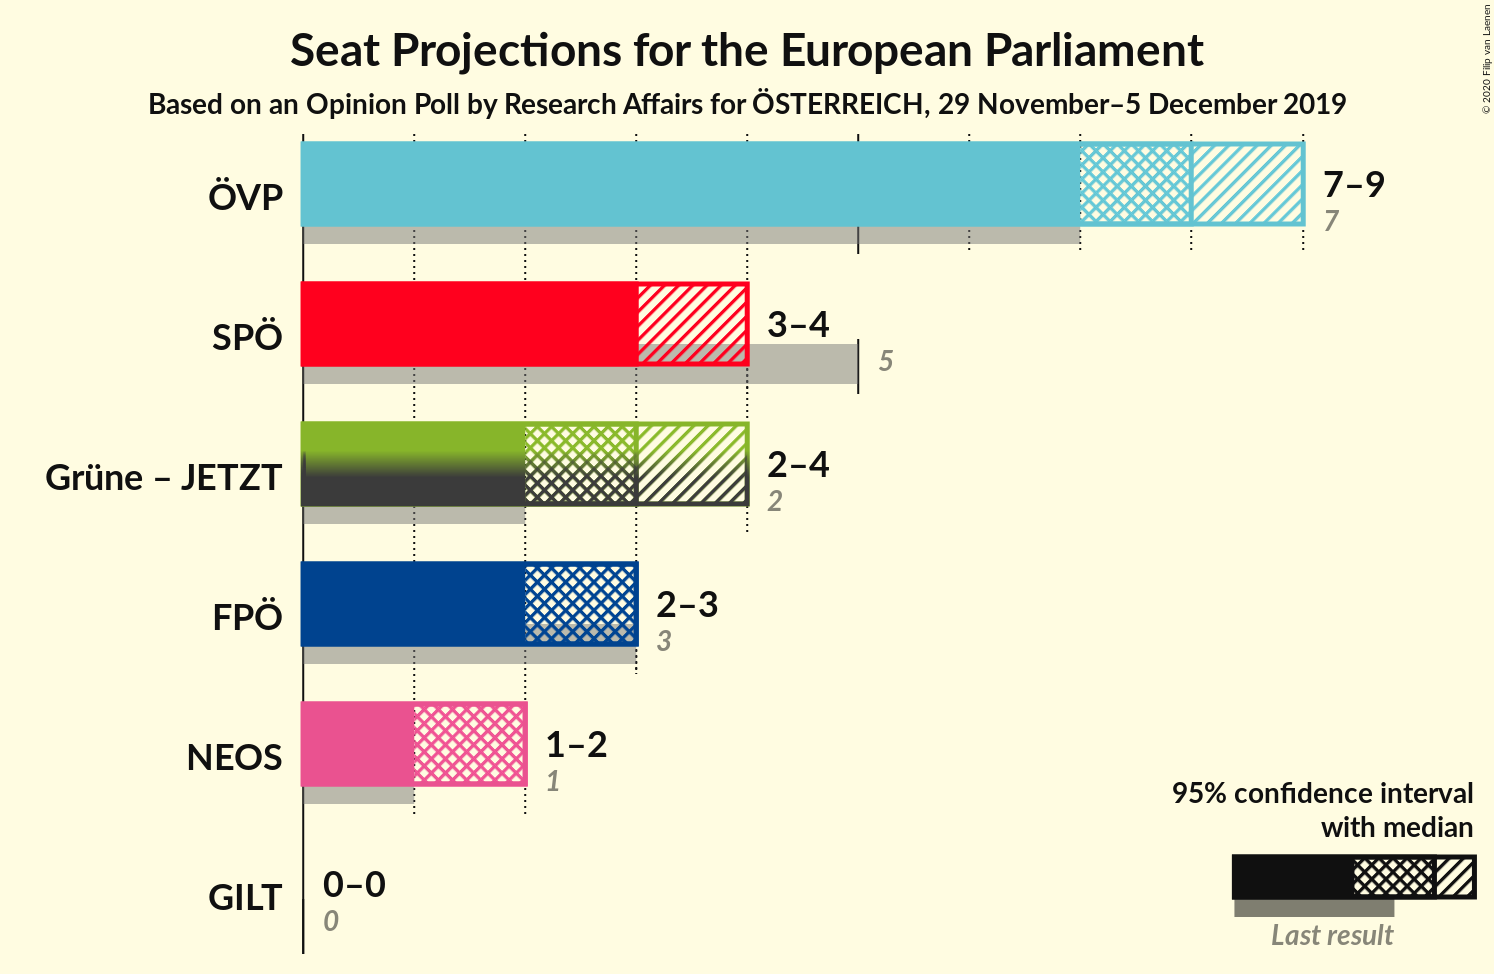 Seat Projections for the European Parliament
Based on an Opinion Poll by Research Affairs for ÖSTERREICH, 29 November–5 December 2019
© 2020 Filip van Laenen
ÖVP
7–9
7
SPÖ
3–4
5
Grüne – JETZT
2–4
2
FPÖ
2–3
3
NEOS
1–2
1
GILT
0–0
0
95% confidence interval
with median
Last result